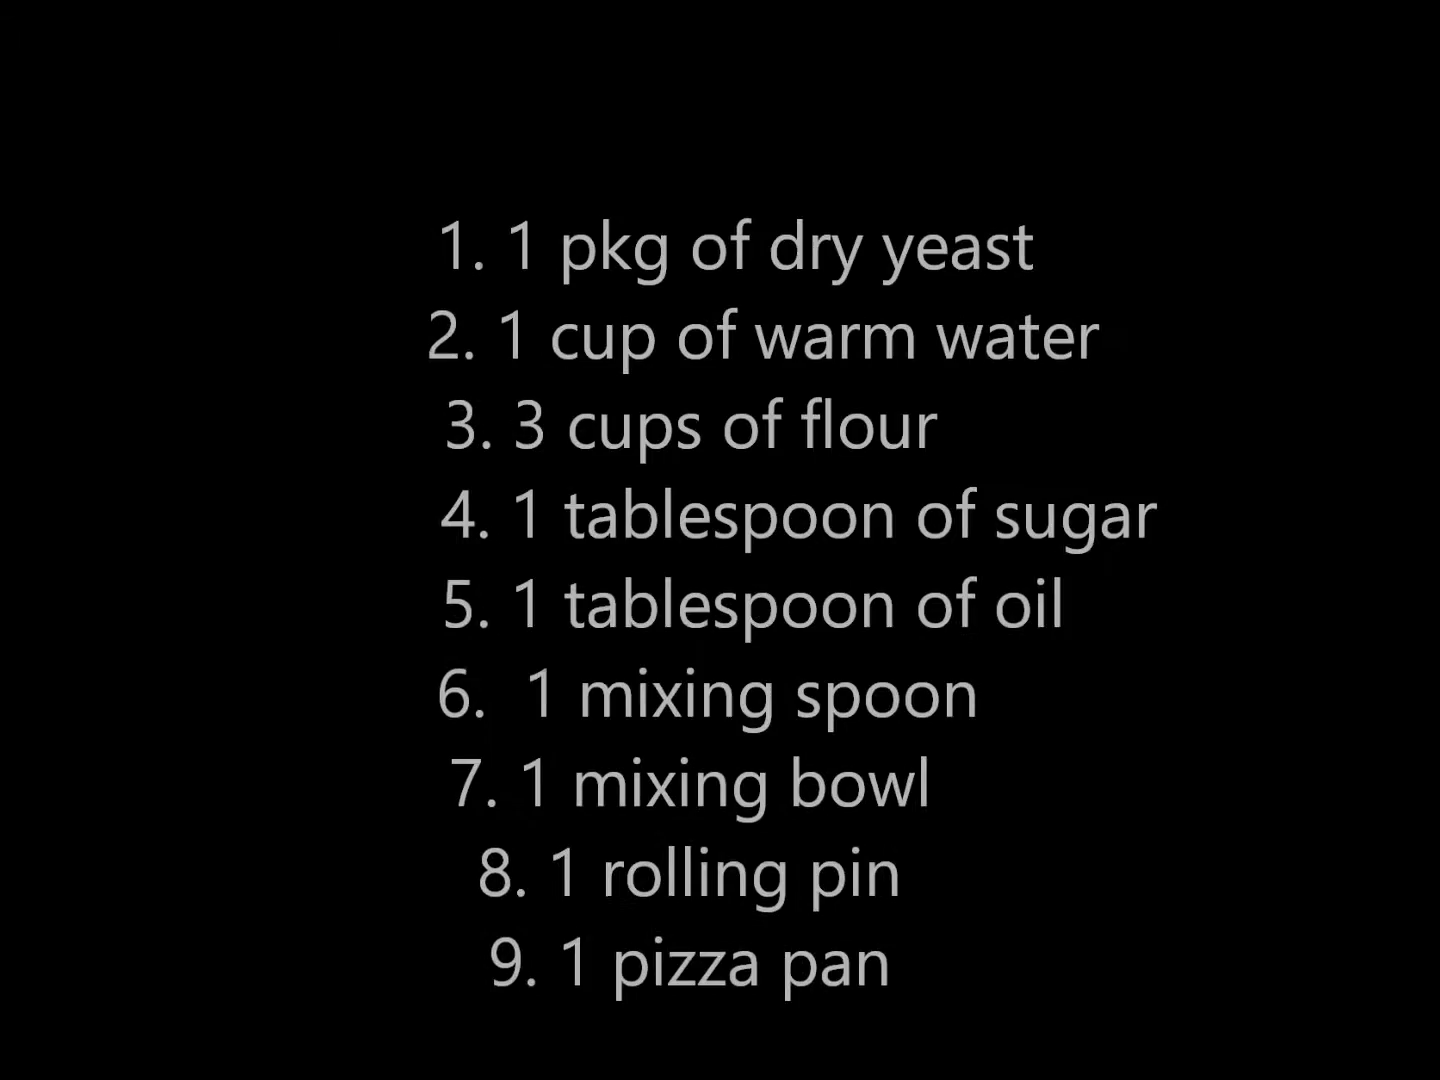 1. 1 pkg of dry yeast
2. 1 cup of warm water
3. 3 cups of flour
4. 1 tablespoon of sugar
5. 1 tablespoon of oil
6.  1 mixing spoon
7. 1 mixing bowl
8. 1 rolling pin
9. 1 pizza pan